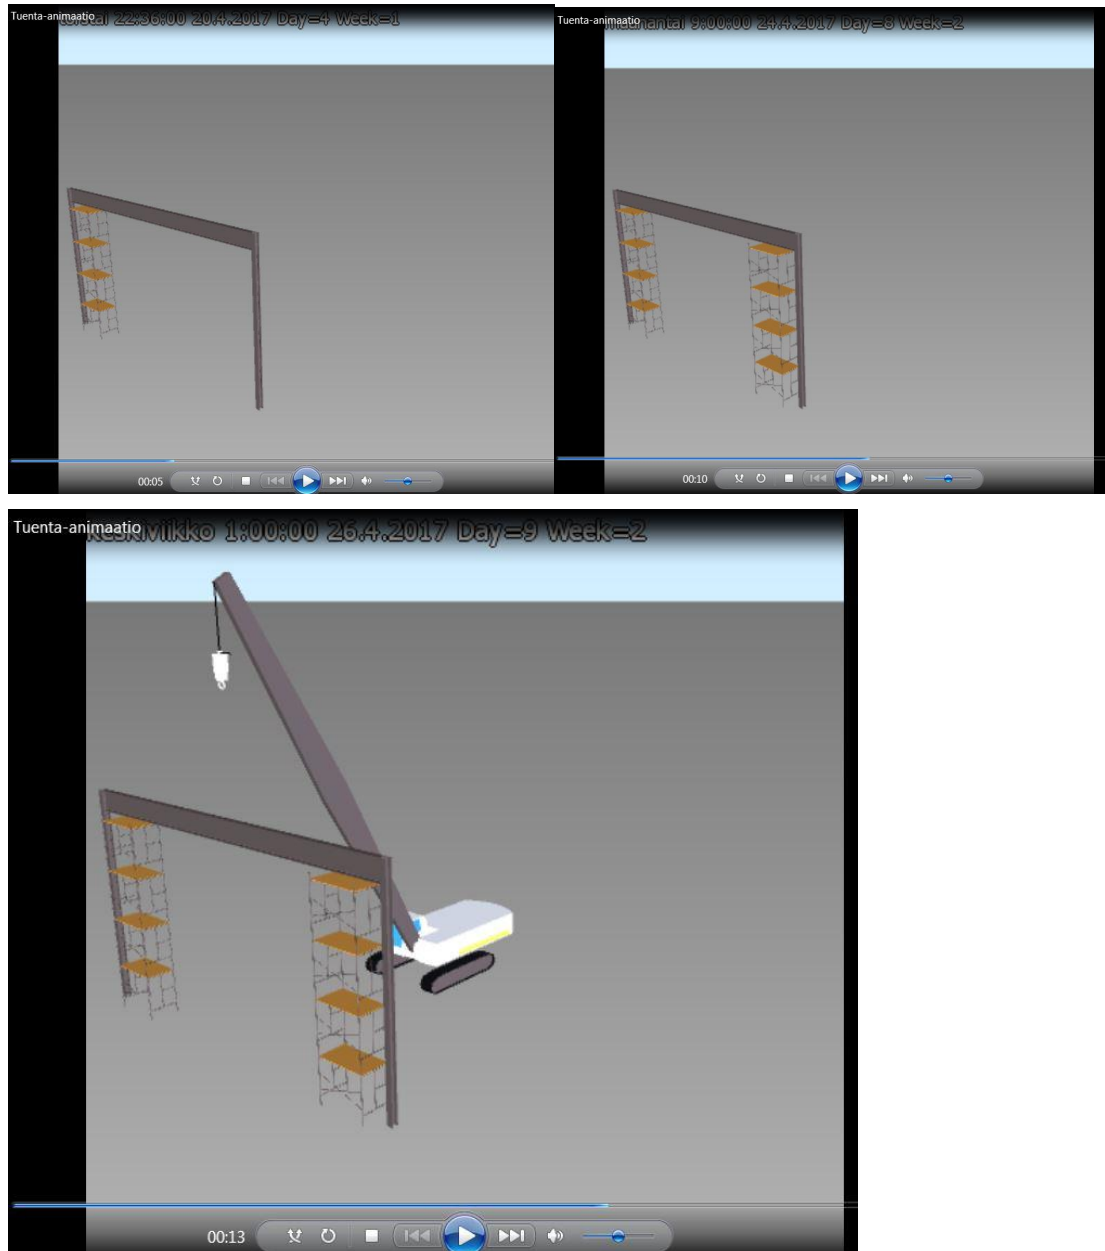 Tuenta-animaatio
torstai 22:36:00 20.4.2017 Day=4 Week=1
00:05
Tuenta-animaatio
maanantai 9:00:00 24.4.2017 Day=8 Week=2
00:10
Tuenta-animaatio
Keskiviikko 1:00:00 26.4.2017 Day=9 Week=2
00:13